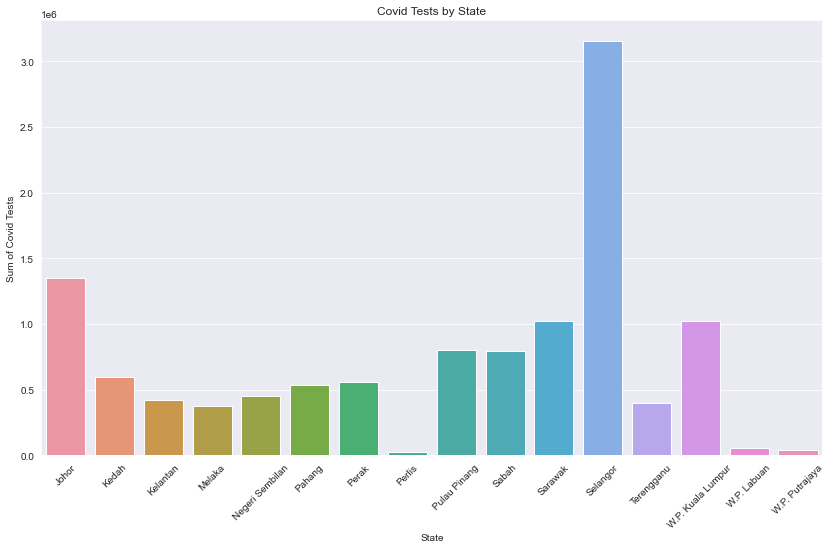 Covid Tests by State
1e6
3.0
2.5
2.0
1.5
1.0
0.5
0.0
Sum of Covid Tests
Johor
Kedah
Kelantan
Melaka
Negeri Sembilan
Pahang
Perak
Perlis
Pulau Pinang
Sabah
Sarawak
Selangor
Terengganu
W.P. Kuala Lumpur
W.P. Labuan
W.P. Putrajaya
State